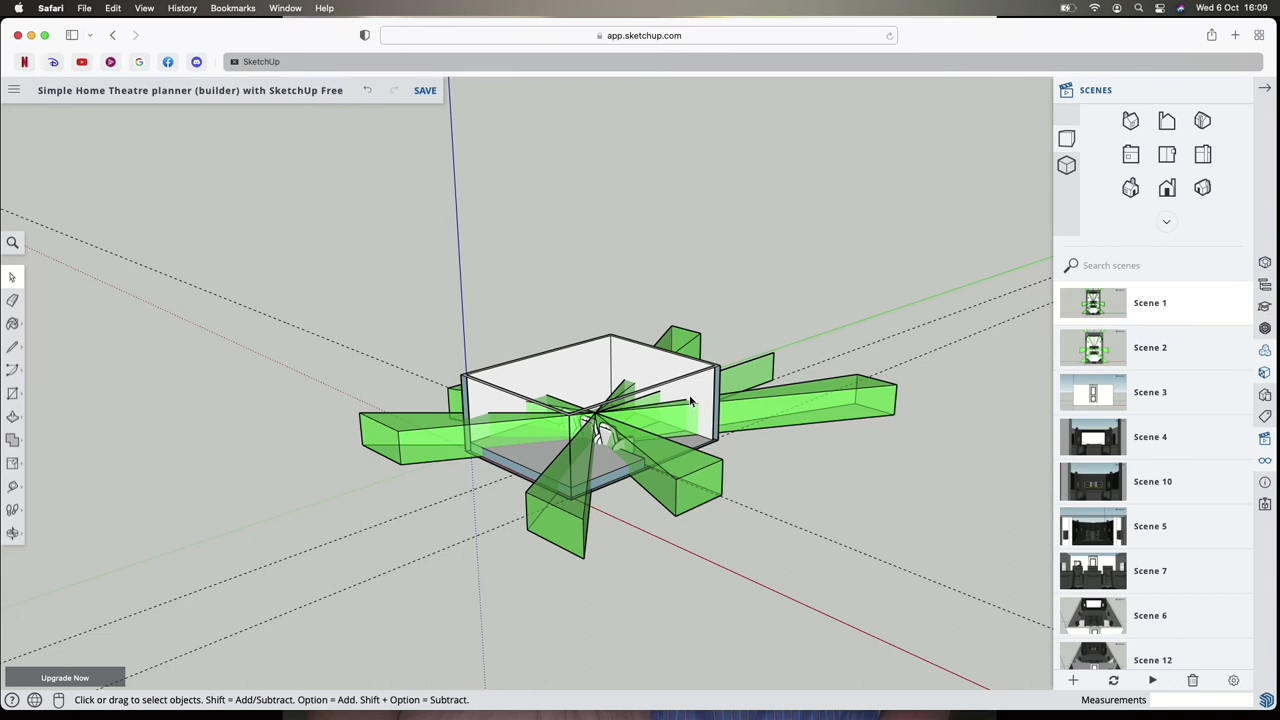 Safari File Edit View History Bookmarks Window Help Wed 6 Oct 16:09
app.sketchup.com
SketchUp
Simple Home Theatre planner (builder) with SketchUp Free SAVE
SCENES
Search scenes
Scene 1
Scene 2
Scene 3
Scene 4
Scene 10
Scene 5
Scene 7
Scene 6
Scene 12
Upgrade Now
Click or drag to select objects. Shift = Add/Subtract. Option = Add. Shift + Option = Subtract. Measurements